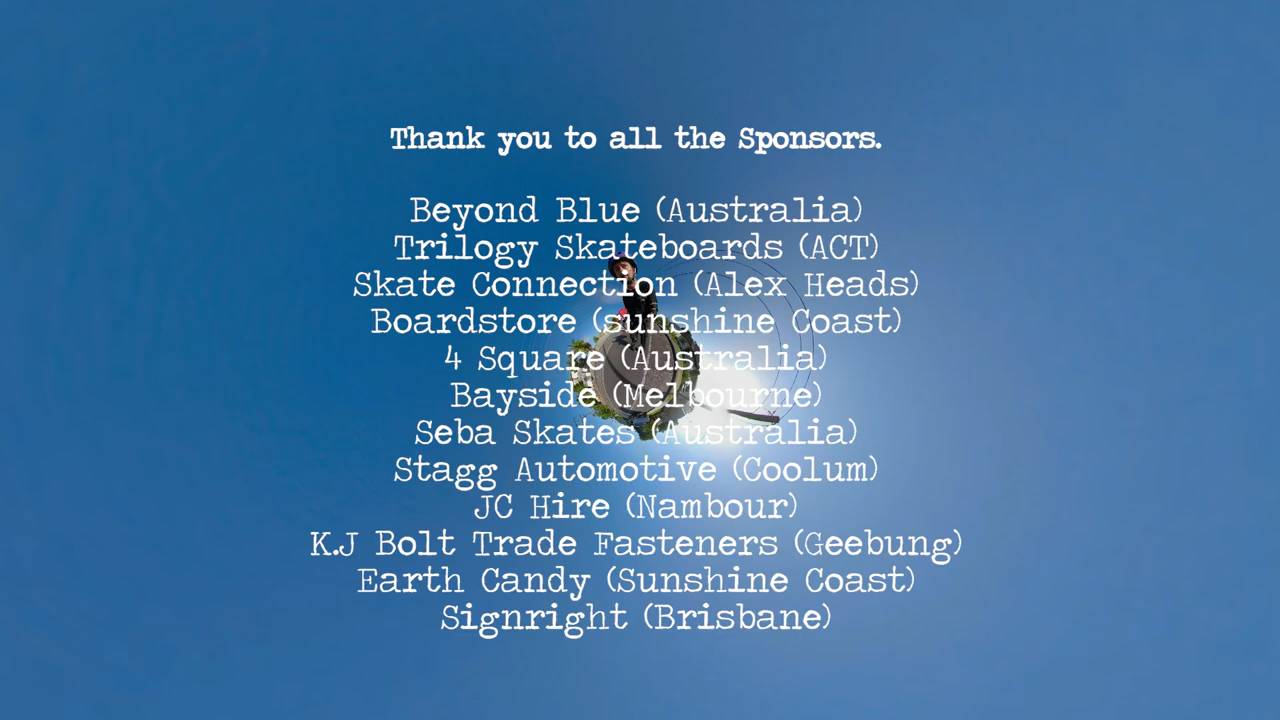 Thank you to all the Sponsors.
Beyond Blue (Australia)
Trilogy Skateboards (ACT)
Skate Connection (Alex Heads)
Boardstore (sunshine Coast)
4 Square (Australia)
Bayside (Melbourne)
Seba Skates (Australia)
Stagg Automotive (Coolum)
JC Hire (Nambour)
K.J Bolt Trade Fasteners (Geebung)
Earth Candy (Sunshine Coast)
Signright (Brisbane)